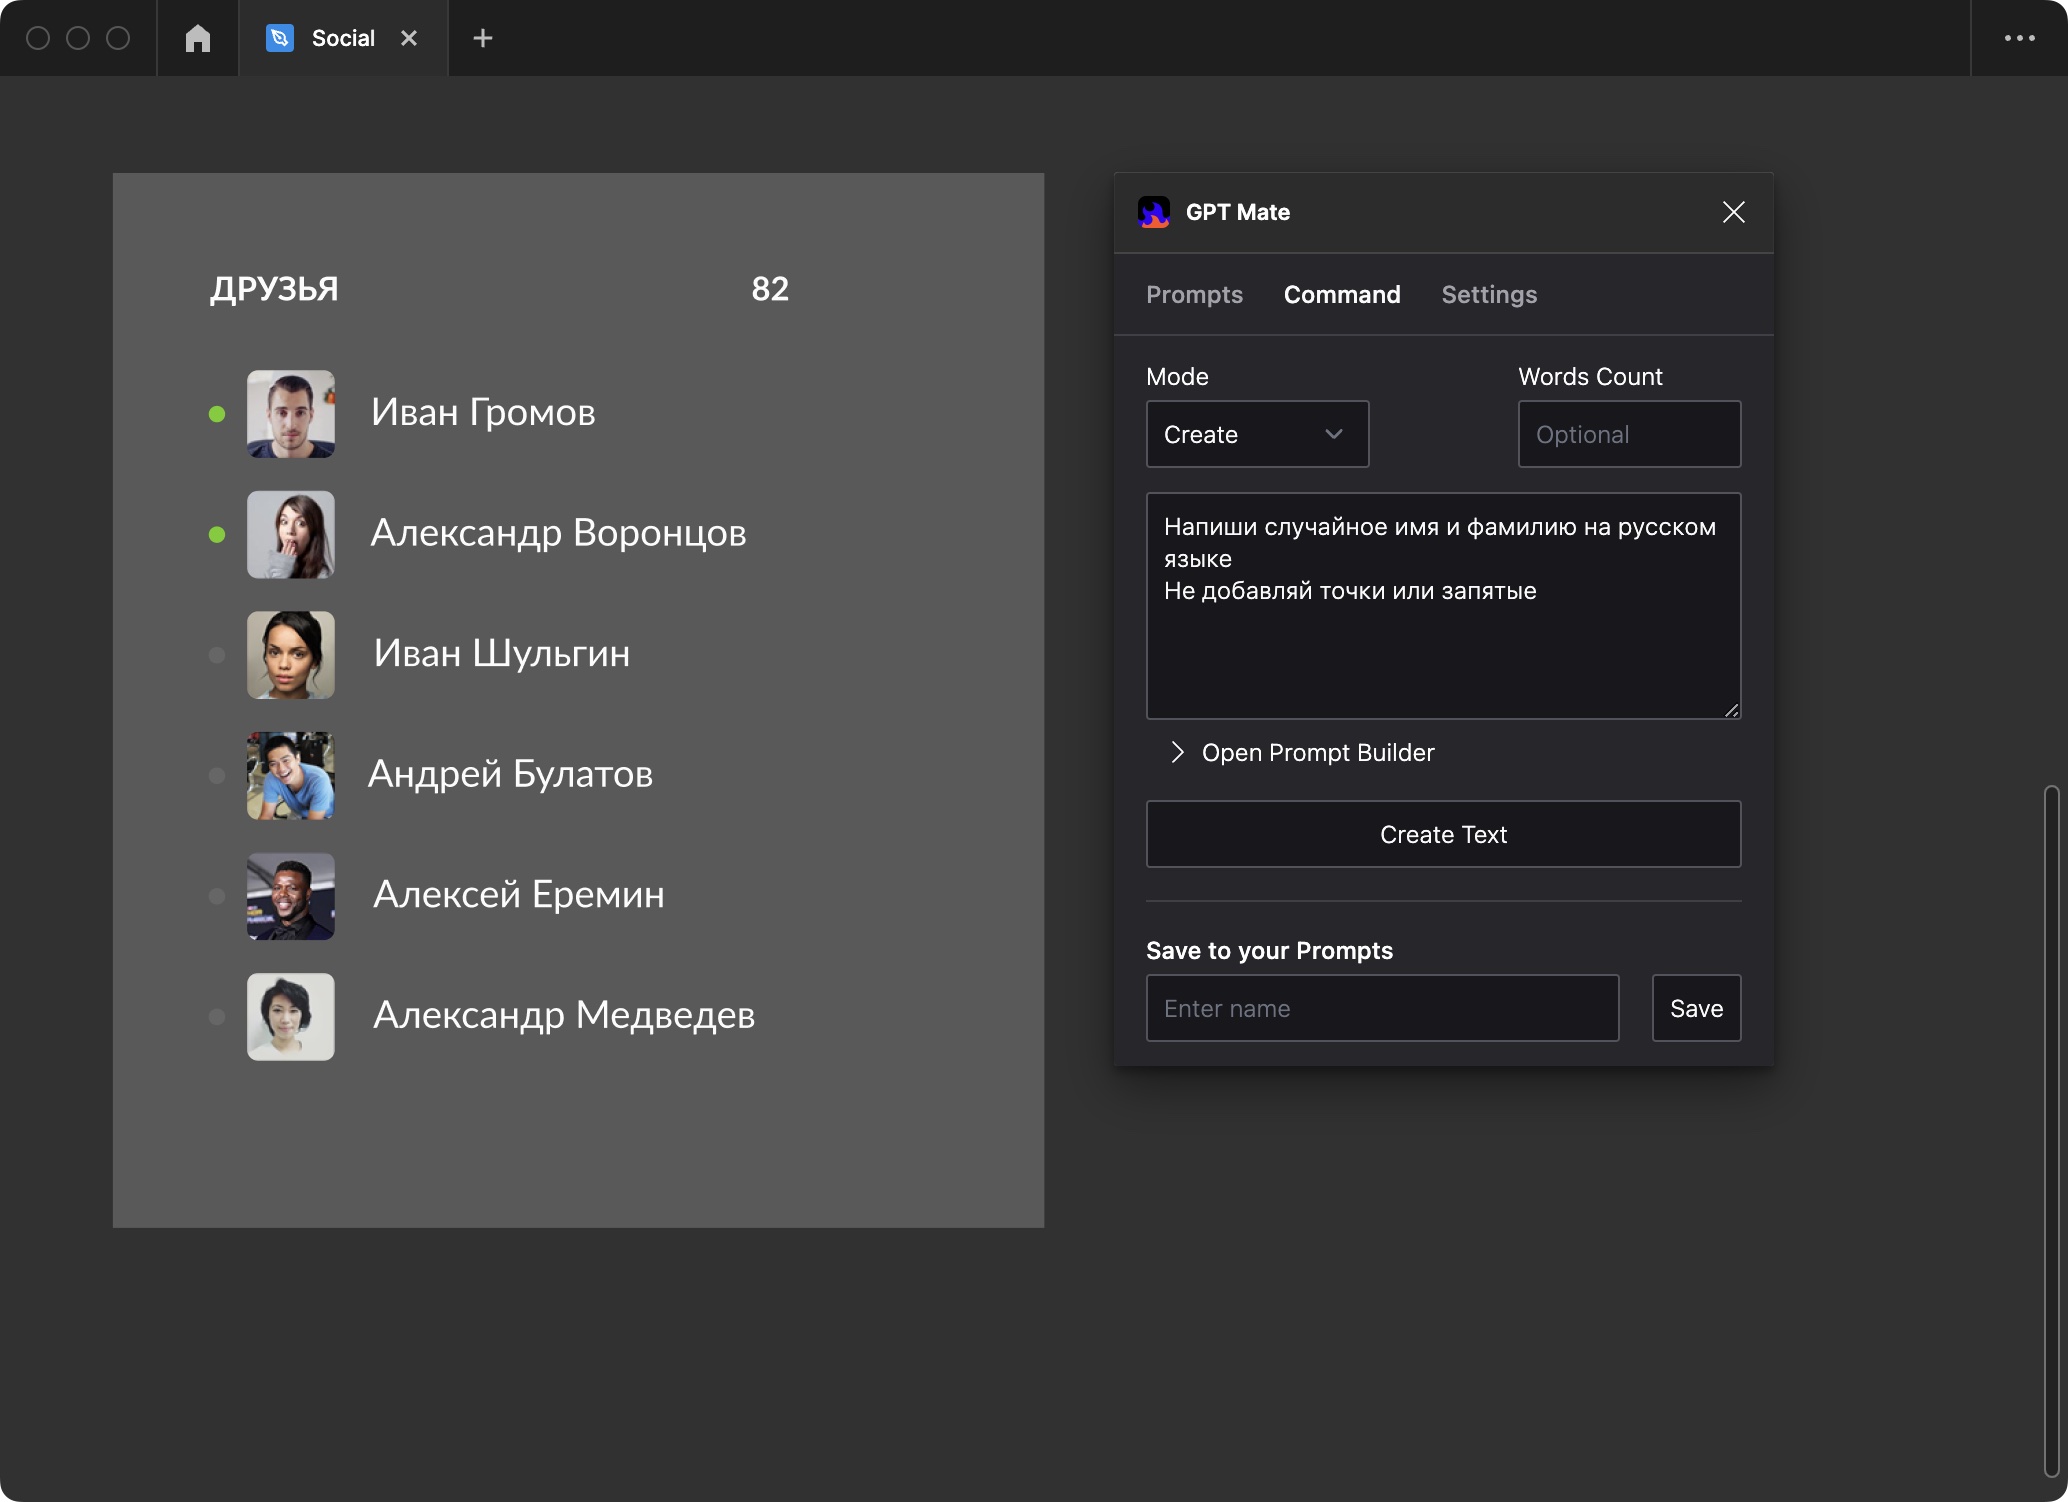 Social
ДРУЗЬЯ 82
Иван Громов
Александр Воронцов
Иван Шульгин
Андрей Булатов
Алексей Еремин
Александр Медведев
GPT Mate
Prompts Command Settings
Mode Words Count
Create Optional
Напиши случайное имя и фамилию на русском
языке
Не добавляй точки или запятые
Open Prompt Builder
Create Text
Save to your Prompts
Enter name Save